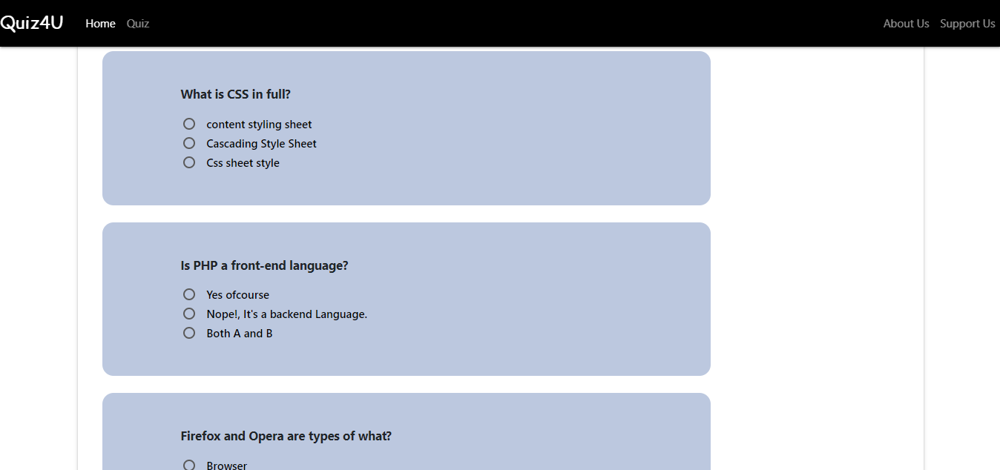 Quiz4U Home Quiz About Us Support Us
What is CSS in full?
content styling sheet
Cascading Style Sheet
Css sheet style
Is PHP a front-end language?
Yes ofcourse
Nope!, It's a backend Language.
Both A and B
Firefox and Opera are types of what?
Browser